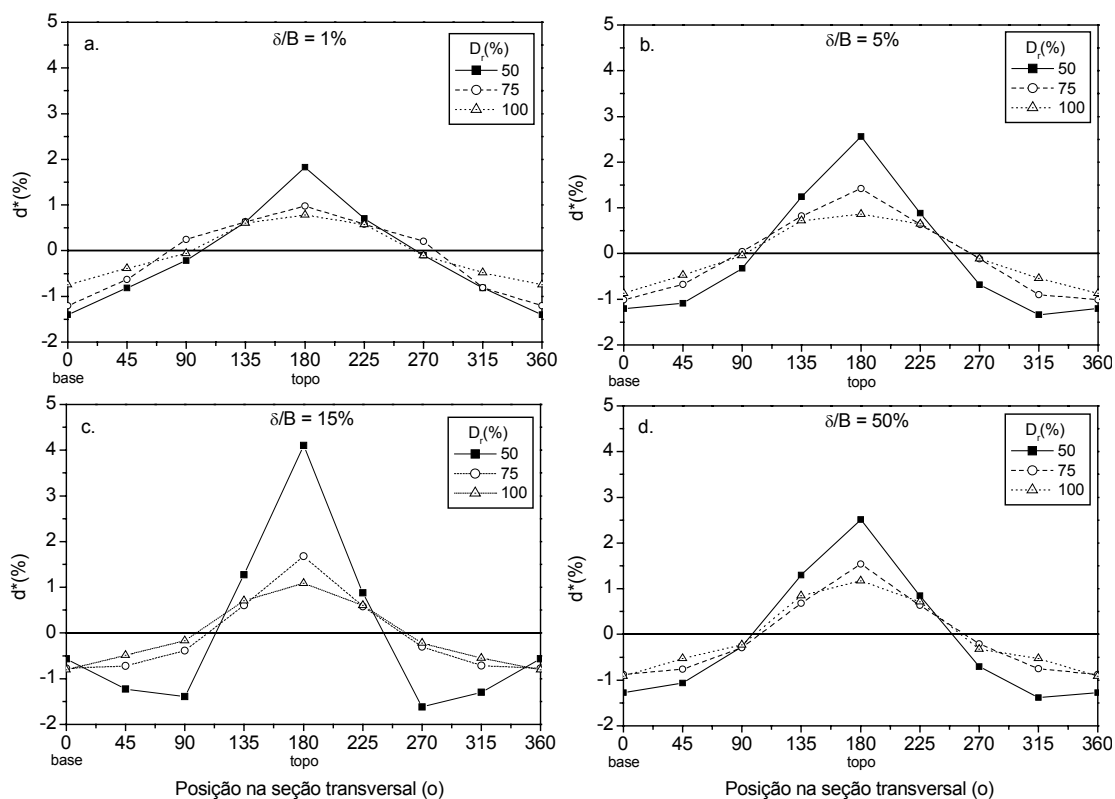 a.
δ/B = 1%
Dr(%)
50
75
100
d*(%)
5
4
3
2
1
0
-1
-2
0 45 90 135 180 225 270 315 360
base topo
b.
δ/B = 5%
Dr(%)
50
75
100
d*(%)
5
4
3
2
1
0
-1
-2
0 45 90 135 180 225 270 315 360
base topo
c.
δ/B = 15%
Dr(%)
50
75
100
d*(%)
5
4
3
2
1
0
-1
-2
0 45 90 135 180 225 270 315 360
base topo
Posição na seção transversal (o)
d.
δ/B = 50%
Dr(%)
50
75
100
d*(%)
5
4
3
2
1
0
-1
-2
0 45 90 135 180 225 270 315 360
base topo
Posição na seção transversal (o)